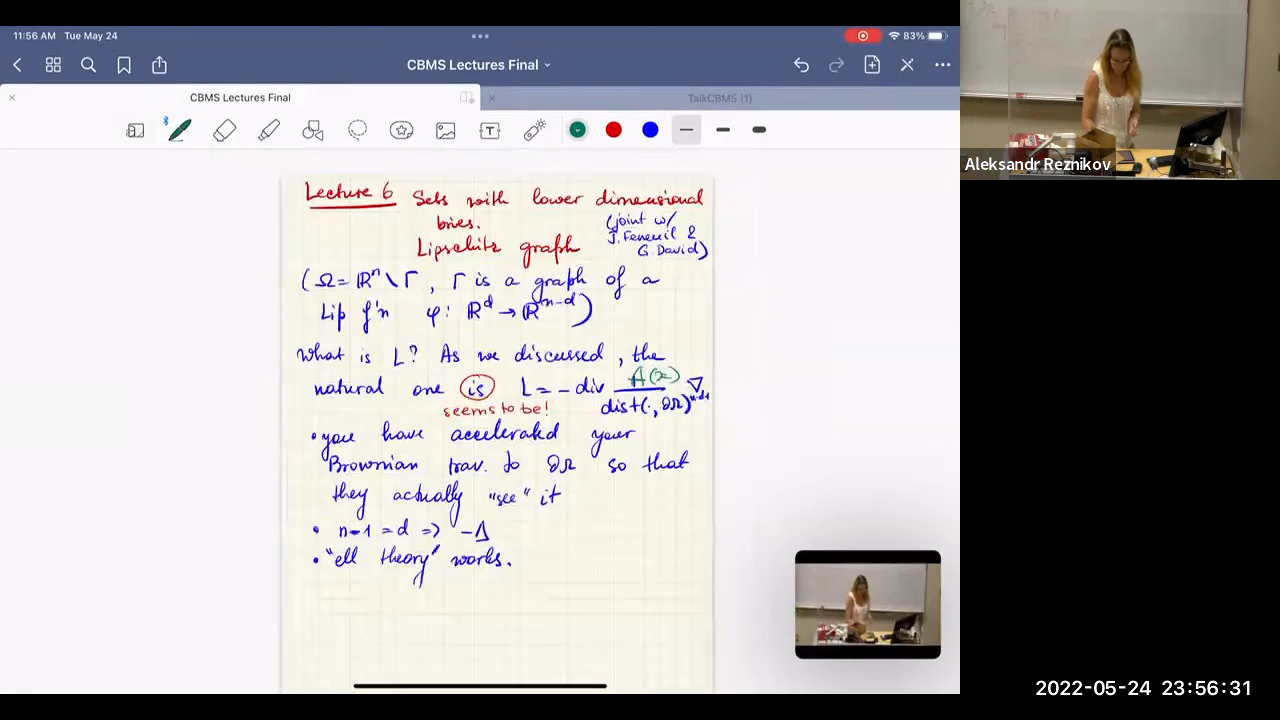 11:56 AM Tue May 24
83%
CBMS Lectures Final
CBMS Lectures Final
TalkCBMS (1)
Aleksandr Reznikov
Lecture 6 Sets with lower dimensional
bries.
(joint w/
J. Feneuil &
G. David)
Lipschitz graph
(Ω = ℝⁿ \ Γ, Γ is a graph of a
Lip f'n φ: ℝᵈ → ℝⁿ⁻ᵈ)
What is L? As we discussed, the
natural one is L = - div A(x) / dist(·, ∂Ω)ⁿ⁻ᵈ⁻¹ ∇
seems to be!
• you have accelerated your
Brownian trav. to ∂Ω so that
they actually "see" it
• n-1 = d => -Δ
• "ell theory" works.
2022-05-24 23:56:31